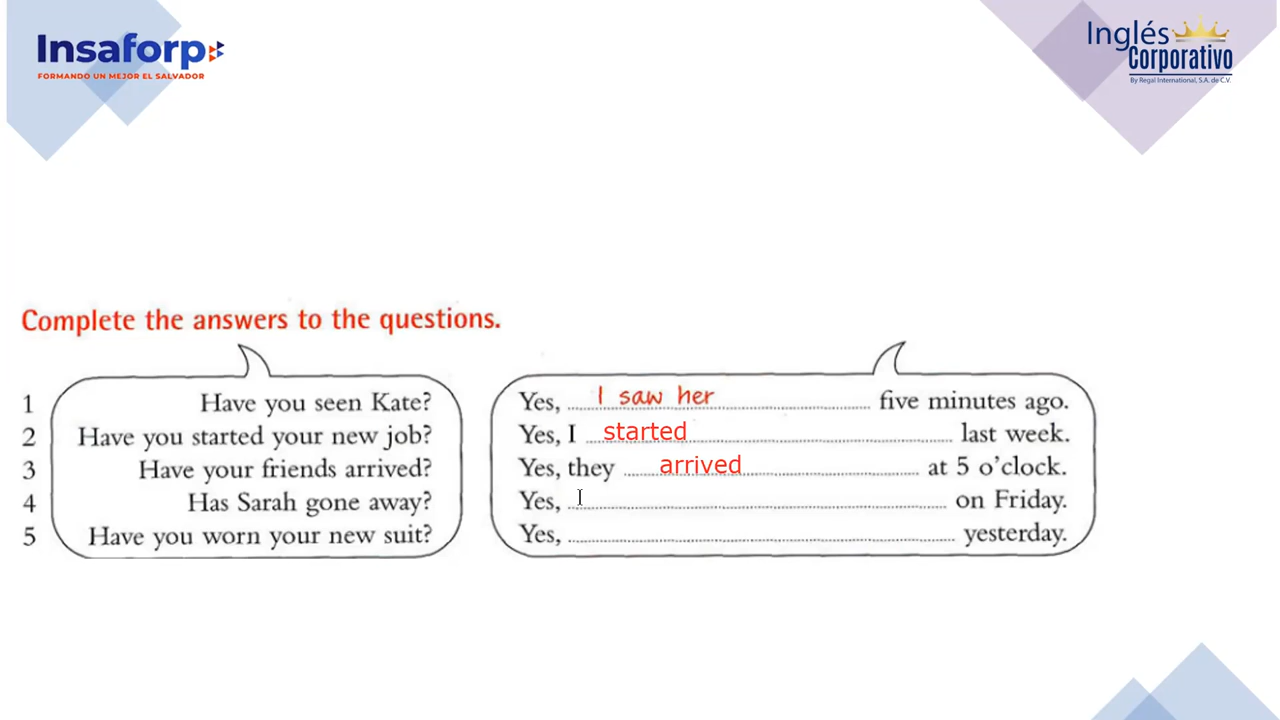 Insaforp
FORMANDO UN MEJOR EL SALVADOR
Inglés
Corporativo
By Regal International, S.A. de C.V.
Complete the answers to the questions.
1 Have you seen Kate? Yes, I saw her five minutes ago.
2 Have you started your new job? Yes, I started last week.
3 Have your friends arrived? Yes, they arrived at 5 o'clock.
4 Has Sarah gone away? Yes, on Friday.
5 Have you worn your new suit? Yes, yesterday.